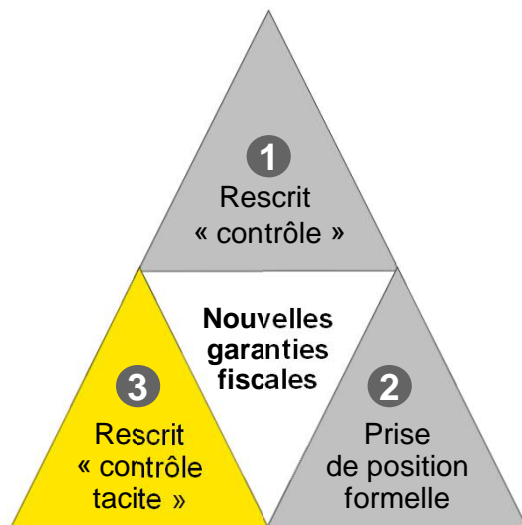 1
Rescrit
« contrôle »
Nouvelles
garanties
fiscales
3
Rescrit
« contrôle
tacite »
2
Prise
de position
formelle